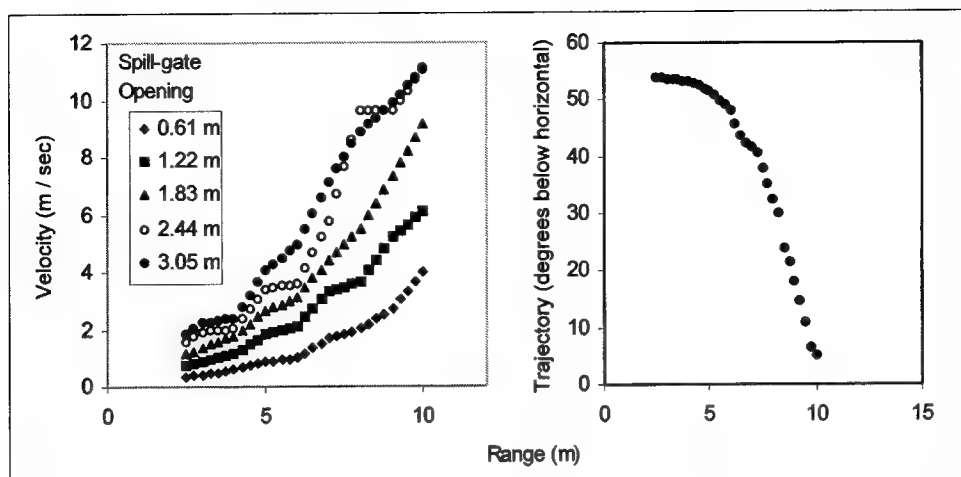 Velocity (m / sec)
12
10
8
6
4
2
0
0
5
10
Spill-gate
Opening
0.61 m
1.22 m
1.83 m
2.44 m
3.05 m
Trajectory (degrees below horizontal)
60
50
40
30
20
10
0
0
5
10
15
Range (m)